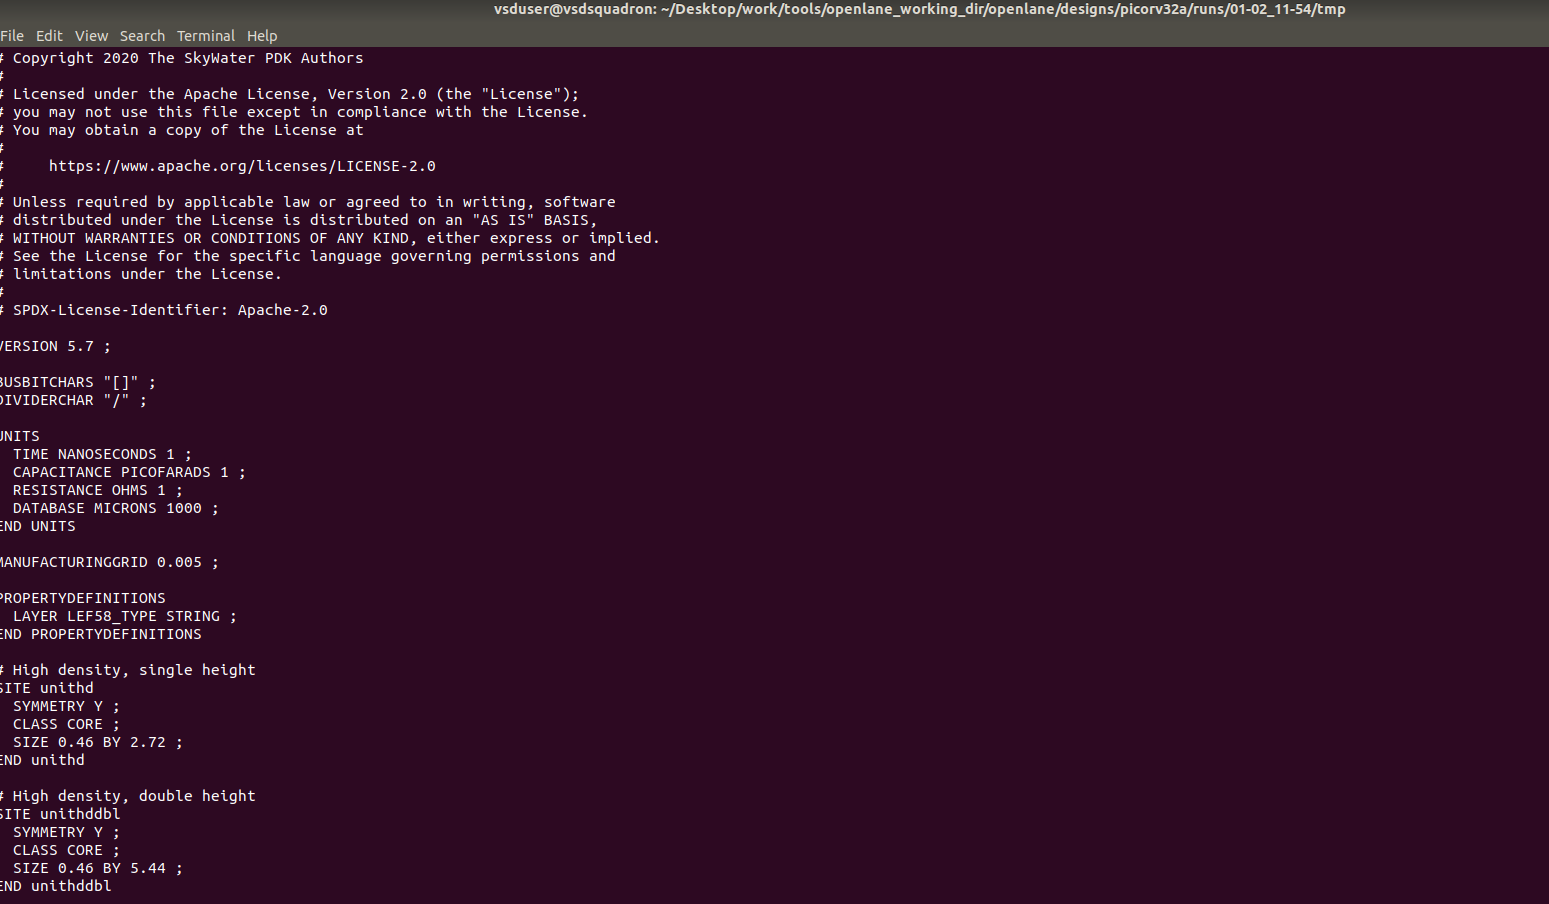 vsduser@vsdsquadron: ~/Desktop/work/tools/openlane_working_dir/openlane/designs/picorv32a/runs/01-02_11-54/tmp
File Edit View Search Terminal Help
# Copyright 2020 The SkyWater PDK Authors
#
# Licensed under the Apache License, Version 2.0 (the "License");
# you may not use this file except in compliance with the License.
# You may obtain a copy of the License at
#
#     https://www.apache.org/licenses/LICENSE-2.0
#
# Unless required by applicable law or agreed to in writing, software
# distributed under the License is distributed on an "AS IS" BASIS,
# WITHOUT WARRANTIES OR CONDITIONS OF ANY KIND, either express or implied.
# See the License for the specific language governing permissions and
# limitations under the License.
#
# SPDX-License-Identifier: Apache-2.0

VERSION 5.7 ;

BUSBITCHARS "[]" ;
DIVIDERCHAR "/" ;

UNITS
  TIME NANOSECONDS 1 ;
  CAPACITANCE PICOFARADS 1 ;
  RESISTANCE OHMS 1 ;
  DATABASE MICRONS 1000 ;
END UNITS

MANUFACTURINGGRID 0.005 ;

PROPERTYDEFINITIONS
  LAYER LEF58_TYPE STRING ;
END PROPERTYDEFINITIONS

# High density, single height
SITE unithd
  SYMMETRY Y ;
  CLASS CORE ;
  SIZE 0.46 BY 2.72 ;
END unithd

# High density, double height
SITE unithddbl
  SYMMETRY Y ;
  CLASS CORE ;
  SIZE 0.46 BY 5.44 ;
END unithddbl